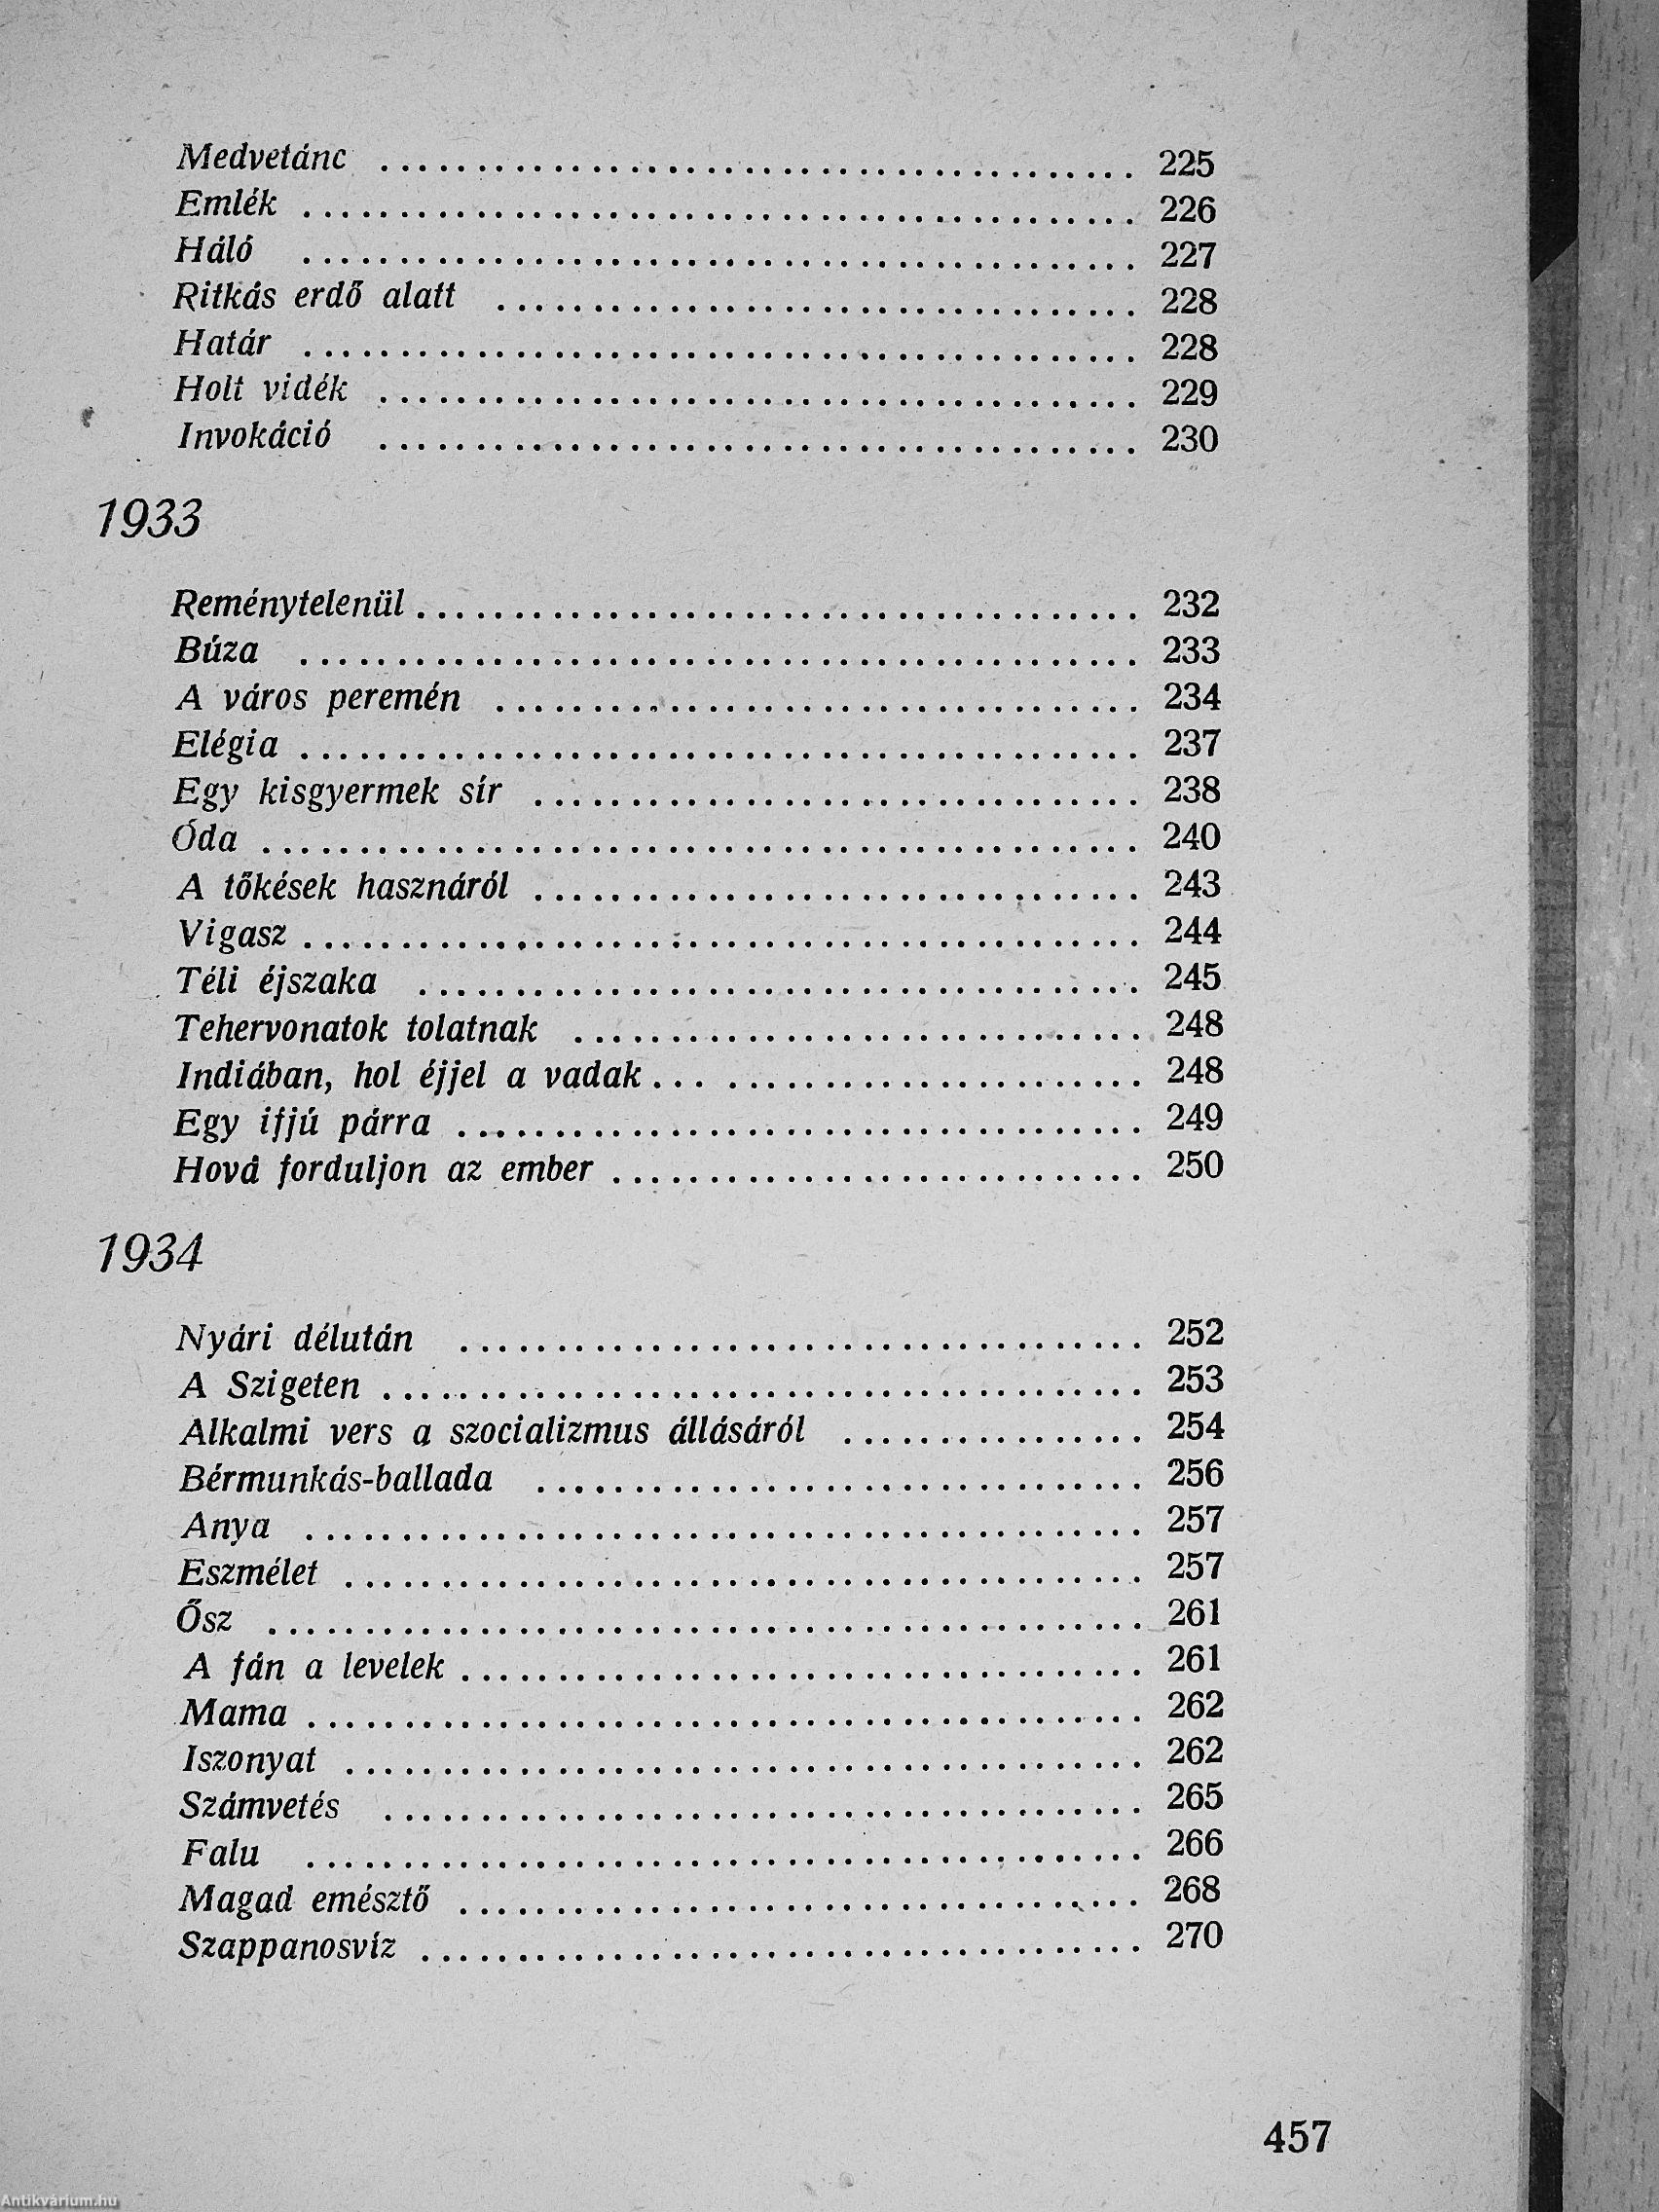 Medvetánc ........................................ 225
Emlék ............................................ 226
Háló ............................................ 227
Ritkás erdő alatt .................................. 228
Határ ............................................ 228
Holt vidék ........................................ 229
Invokáció ........................................ 230
1933
Reménytelenül ...................................... 232
Búza ............................................ 233
A város peremén .................................. 234
Elégia ............................................ 237
Egy kisgyermek sír ................................ 238
Óda .............................................. 240
A tőkések hasznáról ................................ 243
Vigasz ............................................ 244
Téli éjszaka ...................................... 245
Tehervonatok tolatnak .............................. 248
Indiában, hol éjjel a vadak... ...................... 248
Egy ifjú párra .................................... 249
Hová forduljon az ember ............................ 250
1934
Nyári délután .................................... 252
A Szigeten ........................................ 253
Alkalmi vers a szocializmus állásáról ................ 254
Bérmunkás-ballada ................................ 256
Anya ............................................ 257
Eszmélet .......................................... 257
Ősz .............................................. 261
A fán a levelek .................................... 261
Mama ............................................ 262
Iszonyat .......................................... 262
Számvetés ........................................ 265
Falu ............................................ 266
Magad emésztő .................................... 268
Szappanosvíz ...................................... 270
457
Antikvárium.hu